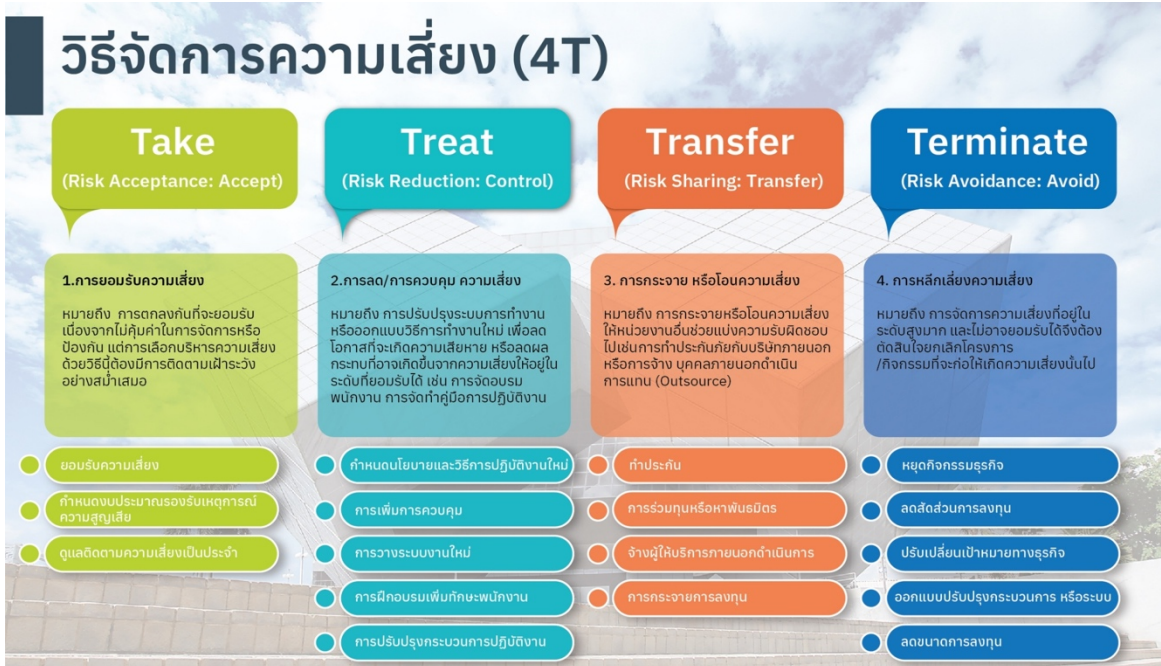 วิธีจัดการความเสี่ยง (4T)
Take
(Risk Acceptance: Accept)
1.การยอมรับความเสี่ยง
หมายถึง การตกลงกันที่จะยอมรับ
เนื่องจากไม่คุ้มค่าในการจัดการหรือ
ป้องกัน แต่การเลือกบริหารความเสี่ยง
ด้วยวิธีนี้ต้องมีการติดตามเฝ้าระวัง
อย่างสม่ำเสมอ
ยอมรับความเสี่ยง
กำหนดงบประมาณรองรับเหตุการณ์
ความสูญเสีย
ดูแลติดตามความเสี่ยงเป็นประจำ
Treat
(Risk Reduction: Control)
2.การลด/การควบคุม ความเสี่ยง
หมายถึง การปรับปรุงระบบการทำงาน
หรือออกแบบวิธีการทำงานใหม่ เพื่อลด
โอกาสที่จะเกิดความเสียหาย หรือลดผล
กระทบที่อาจเกิดขึ้นจากความเสี่ยงให้อยู่ใน
ระดับที่ยอมรับได้ เช่น การจัดอบรม
พนักงาน การจัดทำคู่มือการปฏิบัติงาน
กำหนดนโยบายและวิธีการปฏิบัติงานใหม่
การเพิ่มการควบคุม
การวางระบบงานใหม่
การฝึกอบรมเพิ่มทักษะพนักงาน
การปรับปรุงกระบวนการปฏิบัติงาน
Transfer
(Risk Sharing: Transfer)
3. การกระจาย หรือโอนความเสี่ยง
หมายถึง การกระจายหรือโอนความเสี่ยง
ให้หน่วยงานอื่นช่วยแบ่งความรับผิดชอบ
ไปเช่นการทำประกันภัยกับบริษัทภายนอก
หรือการจ้าง บุคคลภายนอกดำเนิน
การแทน (Outsource)
ทำประกัน
การร่วมทุนหรือหาพันธมิตร
จ้างผู้ให้บริการภายนอกดำเนินการ
การกระจายการลงทุน
Terminate
(Risk Avoidance: Avoid)
4. การหลีกเลี่ยงความเสี่ยง
หมายถึง การจัดการความเสี่ยงที่อยู่ใน
ระดับสูงมาก และไม่อาจยอมรับได้จึงต้อง
ตัดสินใจยกเลิกโครงการ
/กิจกรรมที่จะก่อให้เกิดความเสี่ยงนั้นไป
หยุดกิจกรรมธุรกิจ
ลดสัดส่วนการลงทุน
ปรับเปลี่ยนเป้าหมายทางธุรกิจ
ออกแบบปรับปรุงกระบวนการ หรือระบบ
ลดขนาดการลงทุน